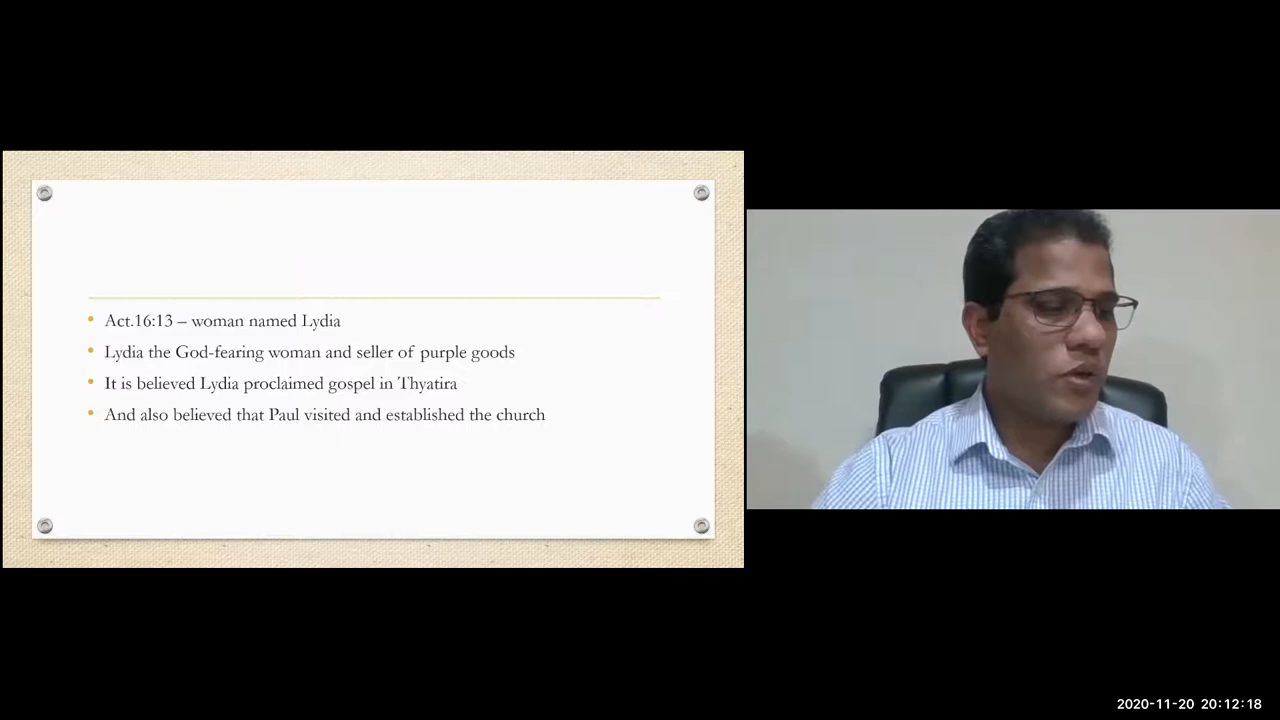 • Act.16:13 – woman named Lydia
• Lydia the God-fearing woman and seller of purple goods
• It is believed Lydia proclaimed gospel in Thyatira
• And also believed that Paul visited and established the church
2020-11-20 20:12:18